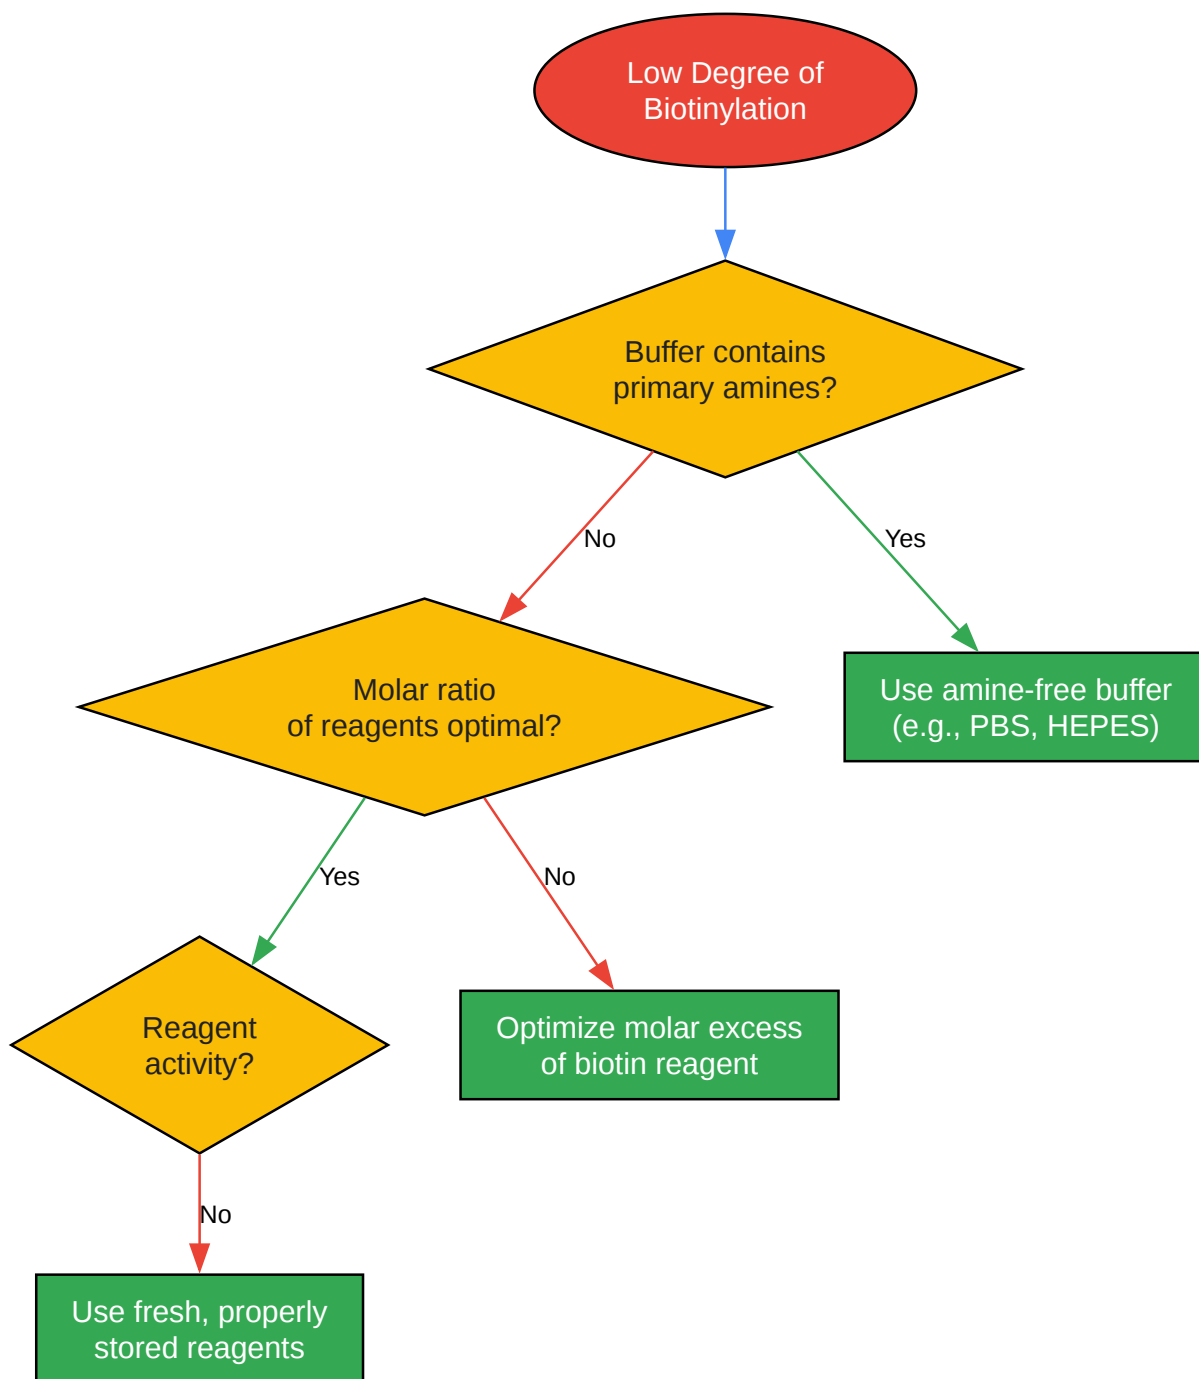 Low Degree of
Biotinylation
Buffer contains
primary amines?
No
Yes
Molar ratio
of reagents optimal?
Use amine-free buffer
(e.g., PBS, HEPES)
Yes
No
Reagent
activity?
Optimize molar excess
of biotin reagent
No
Use fresh, properly
stored reagents